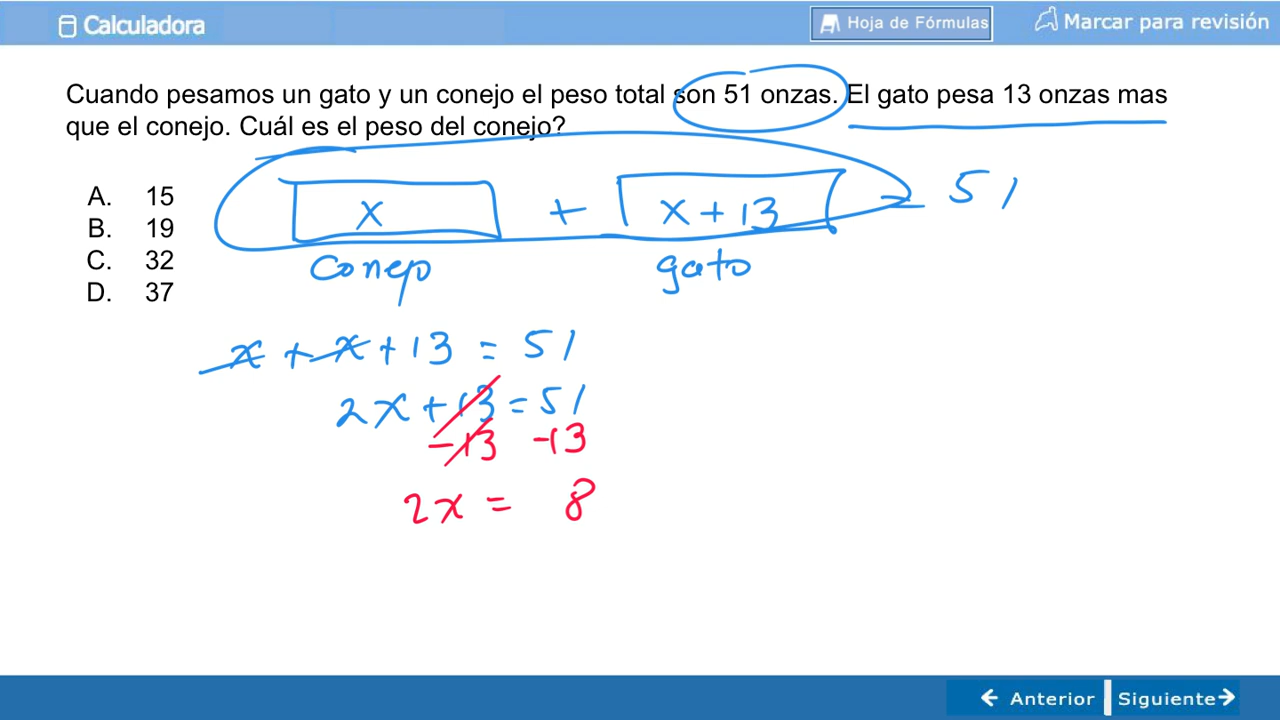 Calculadora
Hoja de Fórmulas
Marcar para revisión
Cuando pesamos un gato y un conejo el peso total son 51 onzas. El gato pesa 13 onzas mas
que el conejo. Cuál es el peso del conejo?
A. 15
B. 19
C. 32
D. 37
x + x + 13 = 51
conejo gato
x + x + 13 = 51
2x + 13 = 51
-13 -13
2x = 8
Anterior
Siguiente